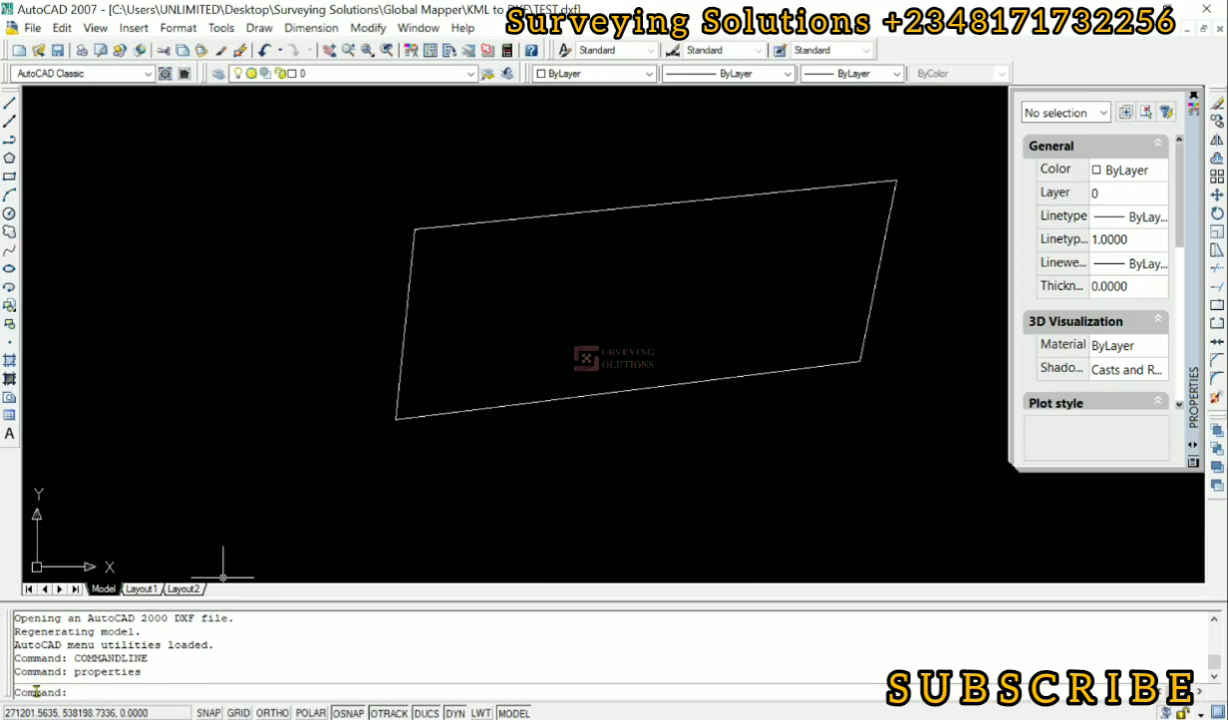 AutoCAD 2007 - [C:\Users\UNLIMITED\Desktop\Surveying Solutions\Global Mapper\KML to DXF\TEST.dxf]
Surveying Solutions +2348171732256
File Edit View Insert Format Tools Draw Dimension Modify Window Help
Standard Standard Standard
AutoCAD Classic 0 ByLayer ByLayer ByLayer ByColor
No selection
General
Color ByLayer
Layer 0
Linetype ByLay...
Linetyp... 1.0000
Linewe... ByLay...
Thickn... 0.0000
3D Visualization
Material ByLayer
Shado... Casts and R...
Plot style
PROPERTIES
SURVEYING
SOLUTIONS
Y
X
A
Model Layout1 Layout2
Opening an AutoCAD 2000 DXF file.
Regenerating model.
AutoCAD menu utilities loaded.
Command: COMMANDLINE
Command: properties
Command:
SUBSCRIBE
271201.5635, 538198.7336, 0.0000 SNAP GRID ORTHO POLAR OSNAP OTRACK DUCS DYN LWT MODEL